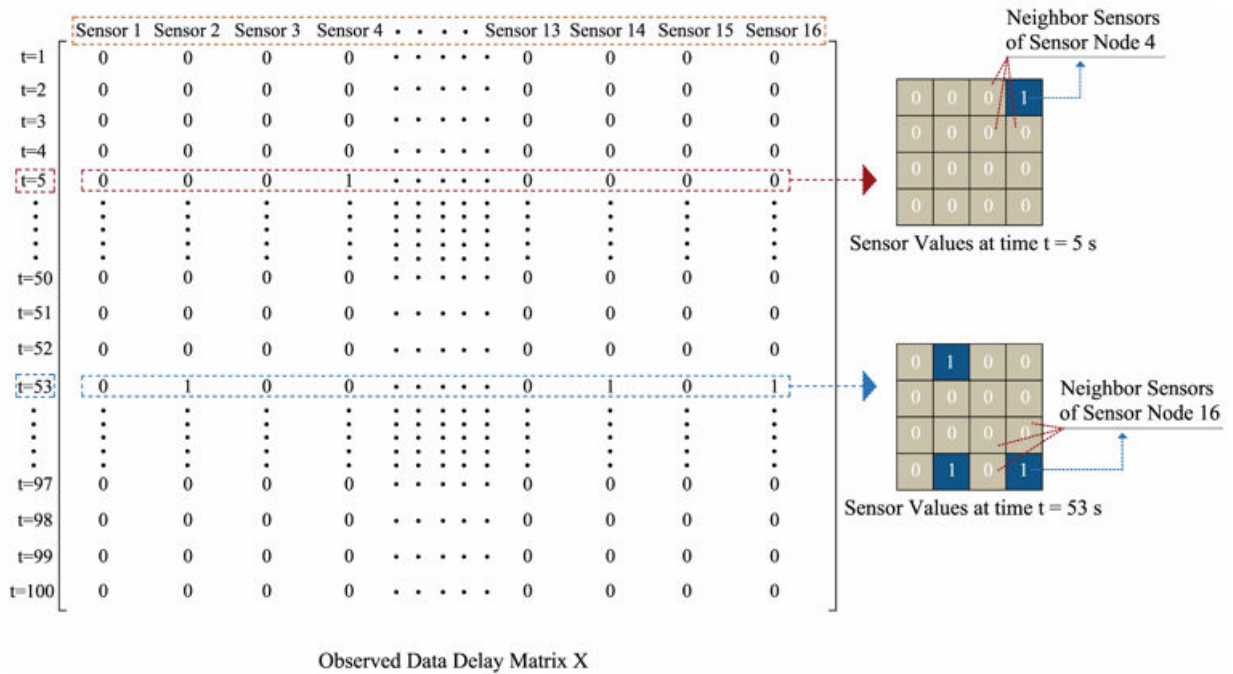 Sensor 1 Sensor 2 Sensor 3 Sensor 4 • • • • Sensor 13 Sensor 14 Sensor 15 Sensor 16
t=1 0 0 0 0 • • • • • 0 0 0 0
t=2 0 0 0 0 • • • • • 0 0 0 0
t=3 0 0 0 0 • • • • • 0 0 0 0
t=4 0 0 0 0 • • • • • 0 0 0 0
t=5 0 0 0 1 • • • • • 0 0 0 0
t=50 0 0 0 0 • • • • • 0 0 0 0
t=51 0 0 0 0 • • • • • 0 0 0 0
t=52 0 0 0 0 • • • • • 0 0 0 0
t=53 0 1 0 0 • • • • • 0 1 0 1
t=97 0 0 0 0 • • • • • 0 0 0 0
t=98 0 0 0 0 • • • • • 0 0 0 0
t=99 0 0 0 0 • • • • • 0 0 0 0
t=100 0 0 0 0 • • • • • 0 0 0 0
Observed Data Delay Matrix X
Neighbor Sensors
of Sensor Node 4
0 0 0 1
0 0 0 0
0 0 0 0
0 0 0 0
Sensor Values at time t = 5 s
0 1 0 0
0 0 0 0
0 0 0 0
0 1 0 1
Neighbor Sensors
of Sensor Node 16
Sensor Values at time t = 53 s